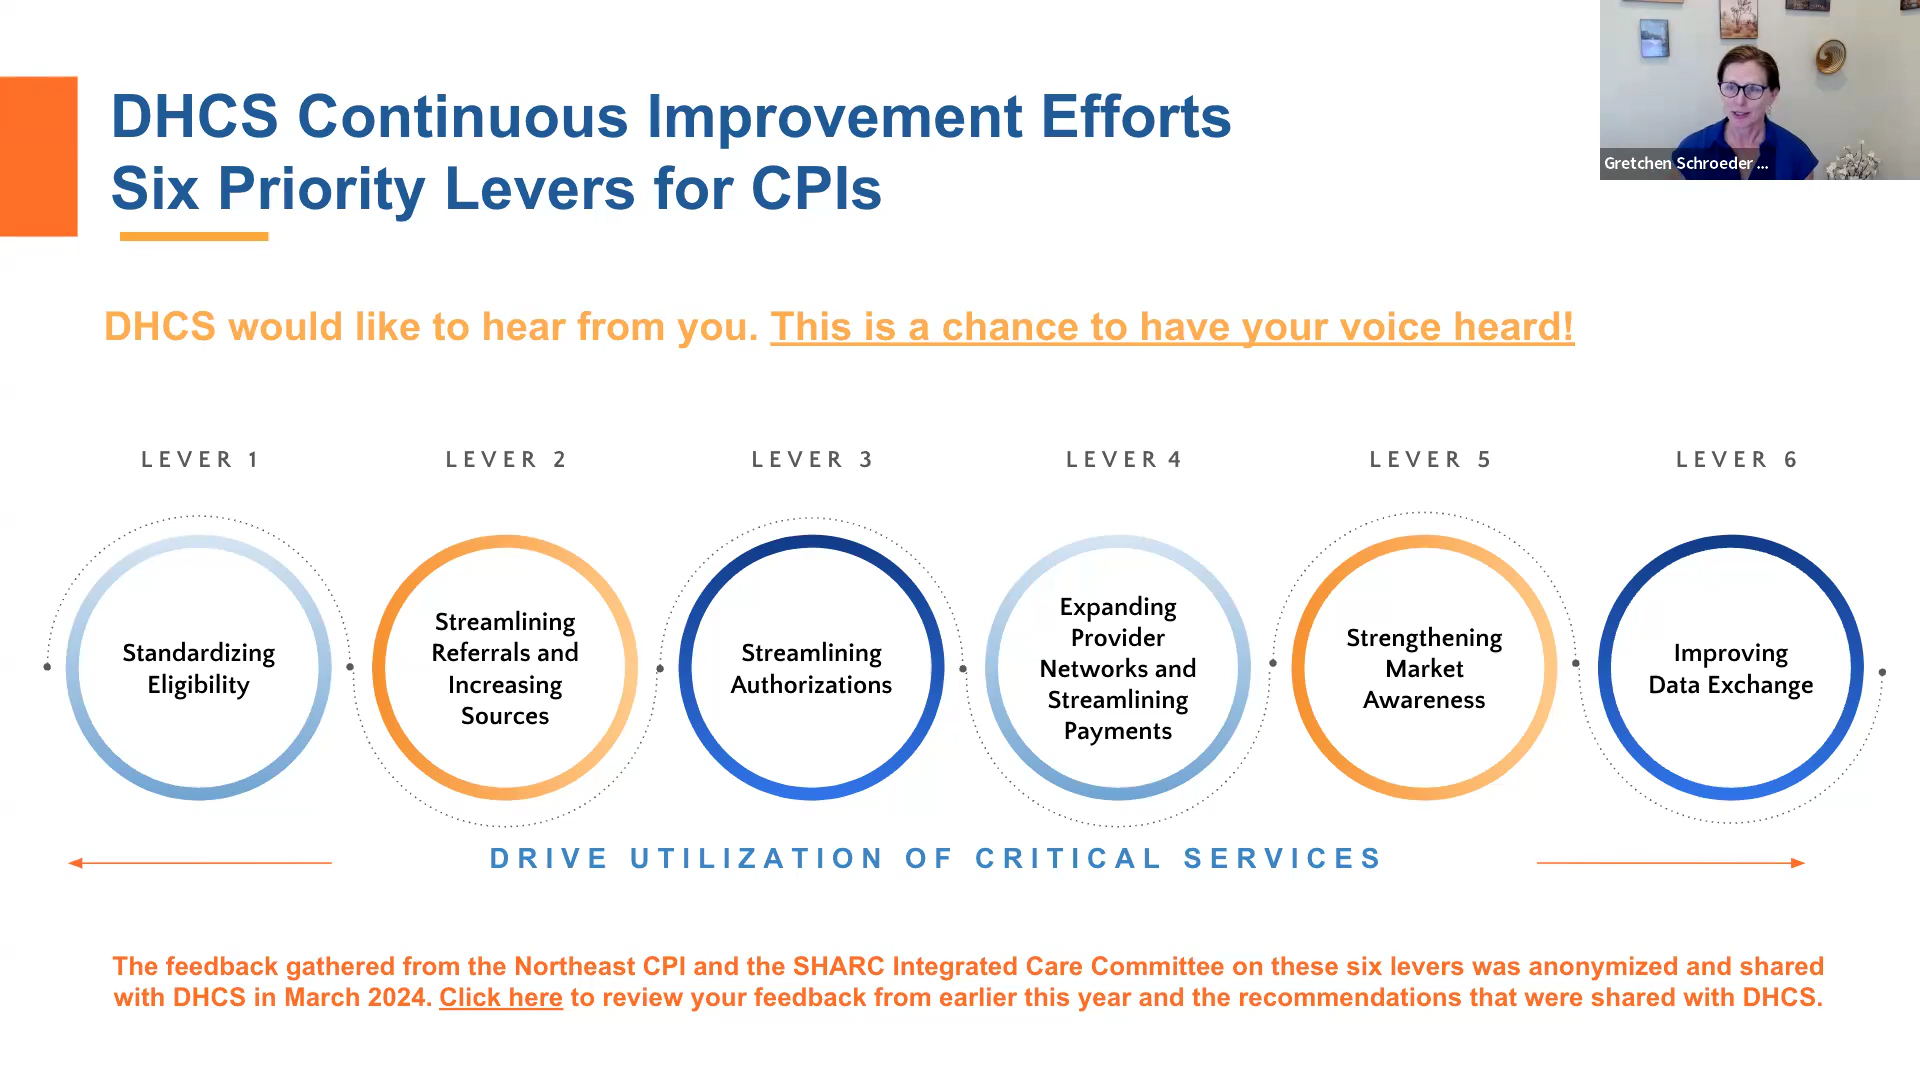 DHCS Continuous Improvement Efforts
Six Priority Levers for CPIs
Gretchen Schroeder ...
DHCS would like to hear from you. This is a chance to have your voice heard!
LEVER 1
LEVER 2
LEVER 3
LEVER 4
LEVER 5
LEVER 6
Standardizing
Eligibility
Streamlining
Referrals and
Increasing
Sources
Streamlining
Authorizations
Expanding
Provider
Networks and
Streamlining
Payments
Strengthening
Market
Awareness
Improving
Data Exchange
DRIVE UTILIZATION OF CRITICAL SERVICES
The feedback gathered from the Northeast CPI and the SHARC Integrated Care Committee on these six levers was anonymized and shared
with DHCS in March 2024. Click here to review your feedback from earlier this year and the recommendations that were shared with DHCS.